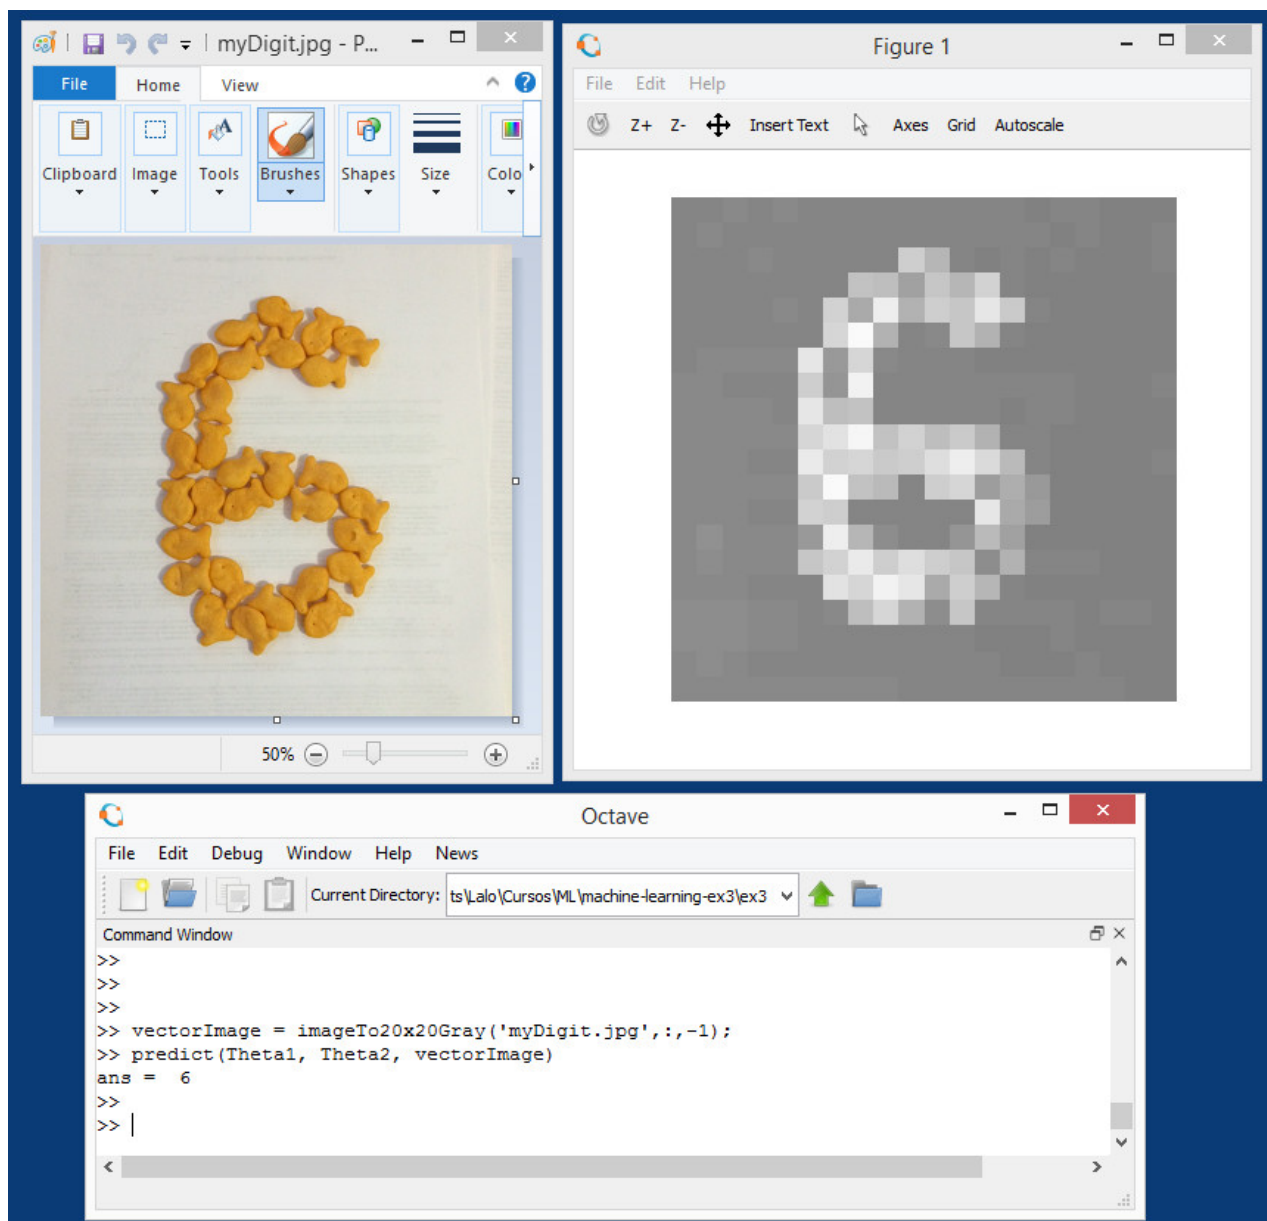 myDigit.jpg - P...
File Home View
Clipboard Image Tools Brushes Shapes Size Colo
50%
Figure 1
File Edit Help
Z+ Z- Insert Text Axes Grid Autoscale
Octave
File Edit Debug Window Help News
Current Directory: ts\Lalo\Cursos\ML\machine-learning-ex3\ex3
Command Window
>>
>>
>>
>> vectorImage = imageTo20x20Gray('myDigit.jpg',:,-1);
>> predict(Theta1, Theta2, vectorImage)
ans = 6
>>
>>